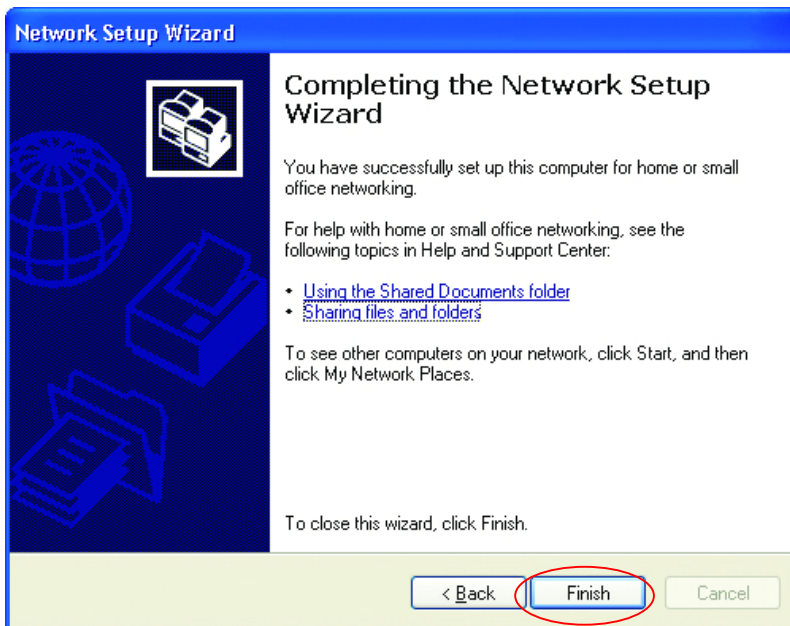 Network Setup Wizard
Completing the Network Setup
Wizard
You have successfully set up this computer for home or small
office networking.
For help with home or small office networking, see the
following topics in Help and Support Center:
• Using the Shared Documents folder
• Sharing files and folders
To see other computers on your network, click Start, and then
click My Network Places.
To close this wizard, click Finish.
< Back Finish Cancel